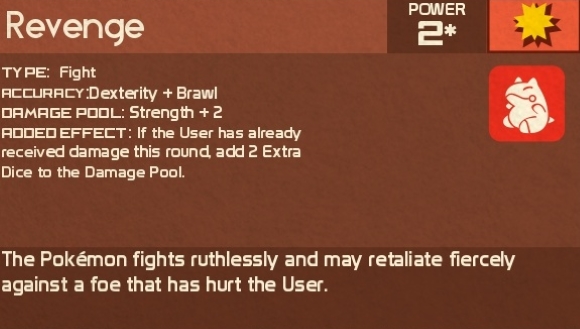 Revenge
POWER
2*
TYPE: Fight
ACCURACY:Dexterity + Brawl
DAMAGE POOL: Strength + 2
ADDED EFFECT: If the User has already
received damage this round, add 2 Extra
Dice to the Damage Pool.
The Pokémon fights ruthlessly and may retaliate fiercely
against a foe that has hurt the User.